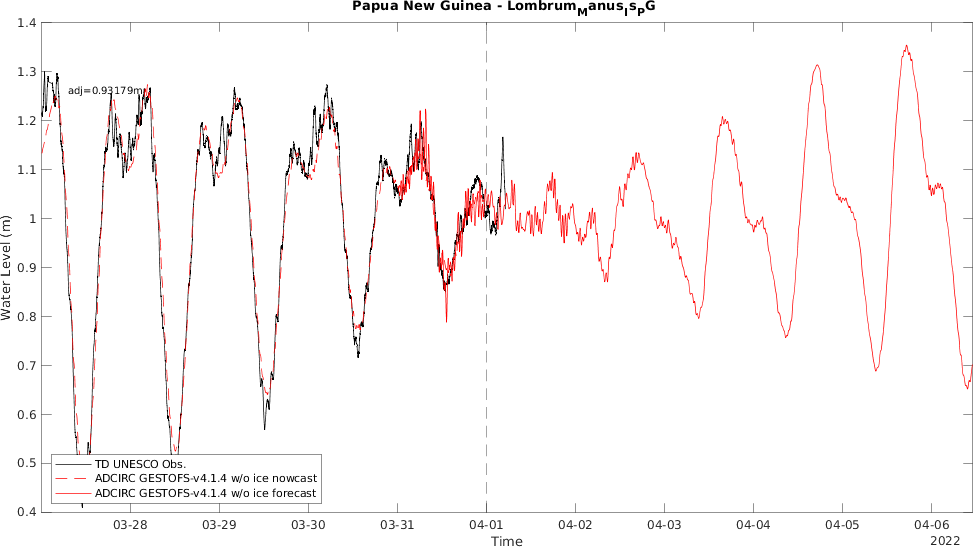 Papua New Guinea - Lombrum_Manus_Is_PG
1.4
1.3
adj=0.93179m
1.2
1.1
1
0.9
0.8
0.7
0.6
0.5
0.4
Water Level (m)
TD UNESCO Obs.
ADCIRC GESTOFS-v4.1.4 w/o ice nowcast
ADCIRC GESTOFS-v4.1.4 w/o ice forecast
03-28 03-29 03-30 03-31 04-01 04-02 04-03 04-04 04-05 04-06
Time 2022